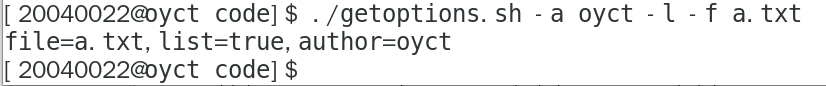 [20040022@oyct code]$ ./getoptions.sh -a oyct -l -f a.txt
file=a.txt, list=true, author=oyct
[20040022@oyct code]$